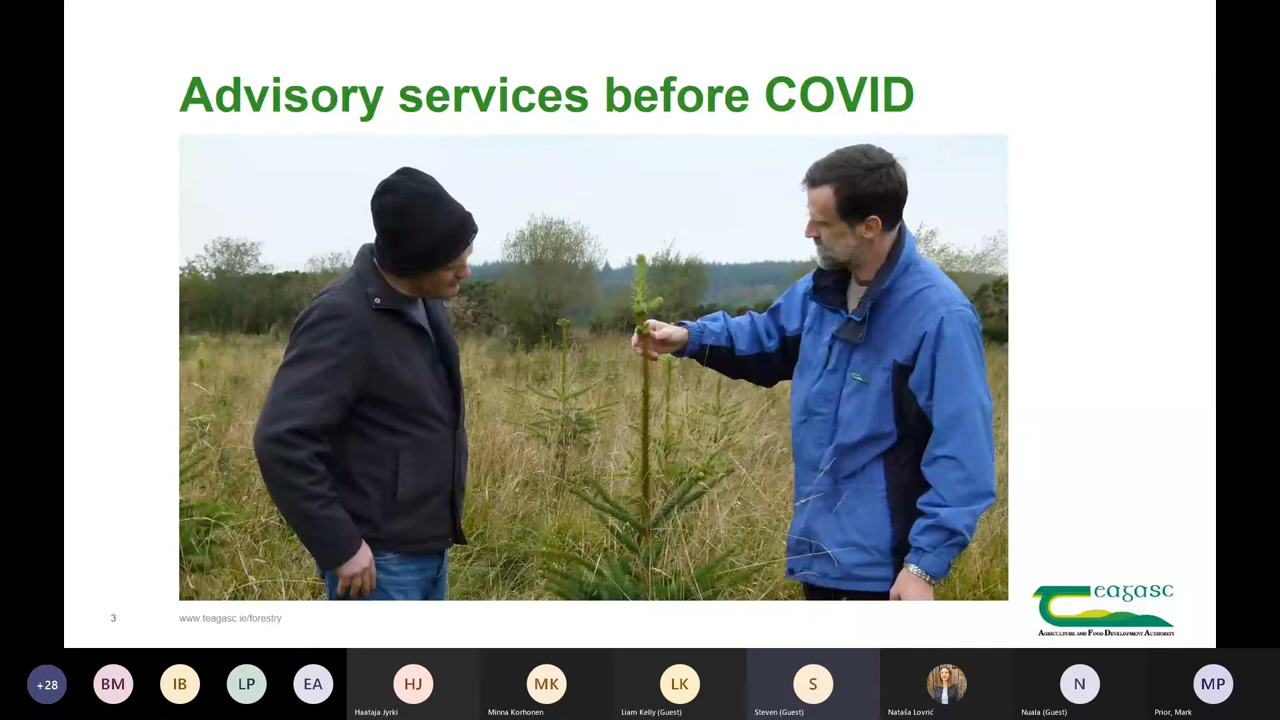 Advisory services before COVID
3
www.teagasc.ie/forestry
Teagasc
AGRICULTURE AND FOOD DEVELOPMENT AUTHORITY
+28
BM
IB
LP
EA
HJ
MK
LK
S
N
MP
Haataja Jyrki
Minna Korhonen
Liam Kelly (Guest)
Steven (Guest)
Nataša Lovrić
Nuala (Guest)
Prior, Mark